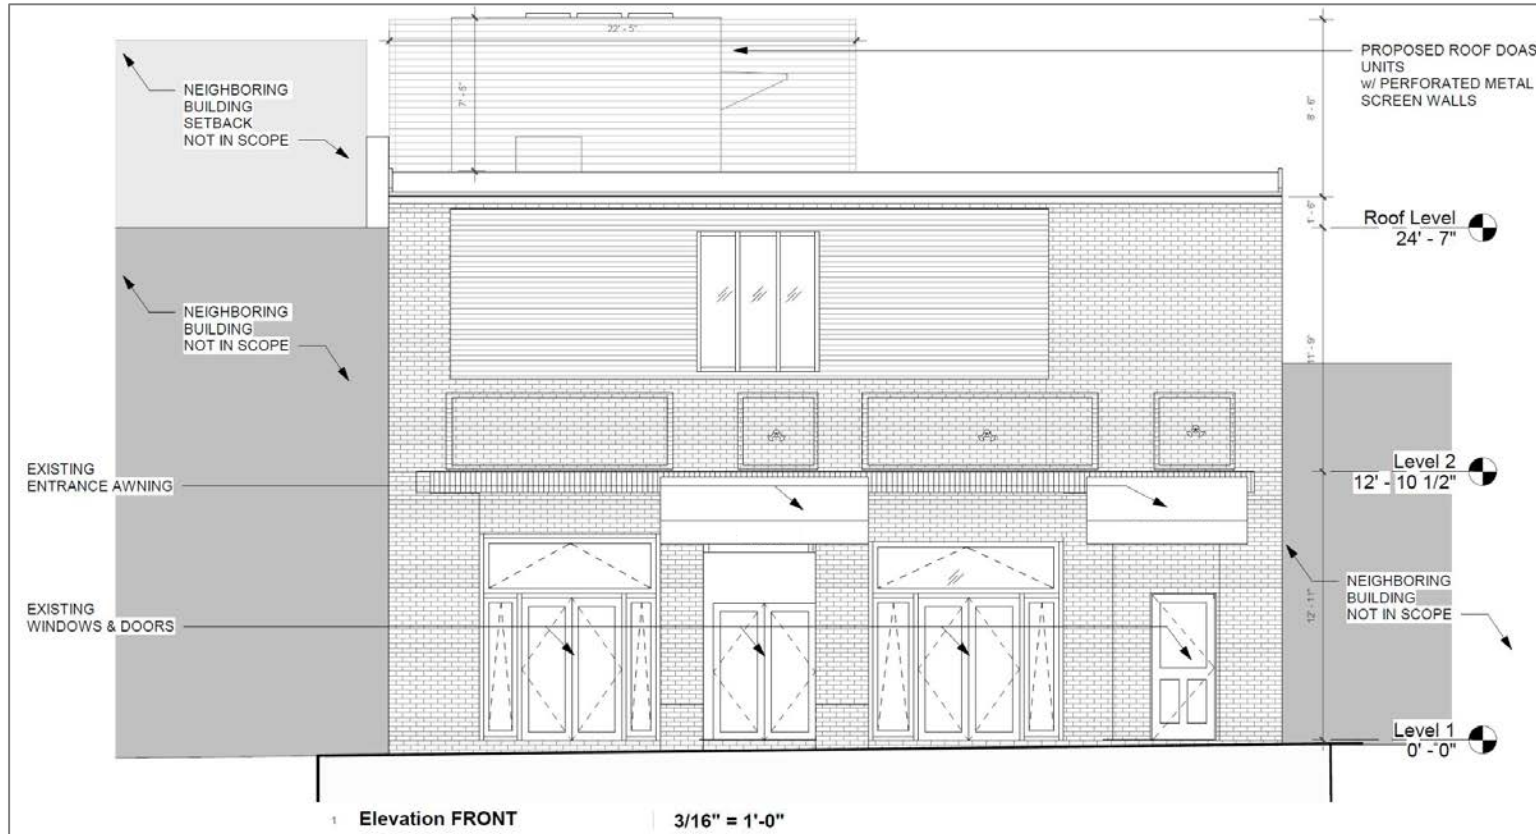 22' - 5"
7' - 6"
PROPOSED ROOF DOAS
UNITS
w/ PERFORATED METAL
SCREEN WALLS
8' - 6"
NEIGHBORING
BUILDING
SETBACK
NOT IN SCOPE
1' - 6"
Roof Level
24' - 7"
NEIGHBORING
BUILDING
NOT IN SCOPE
11' - 9"
EXISTING
ENTRANCE AWNING
Level 2
12' - 10 1/2"
NEIGHBORING
BUILDING
NOT IN SCOPE
EXISTING
WINDOWS & DOORS
12' - 11"
Level 1
0' - 0"
1 Elevation FRONT 3/16" = 1'-0"